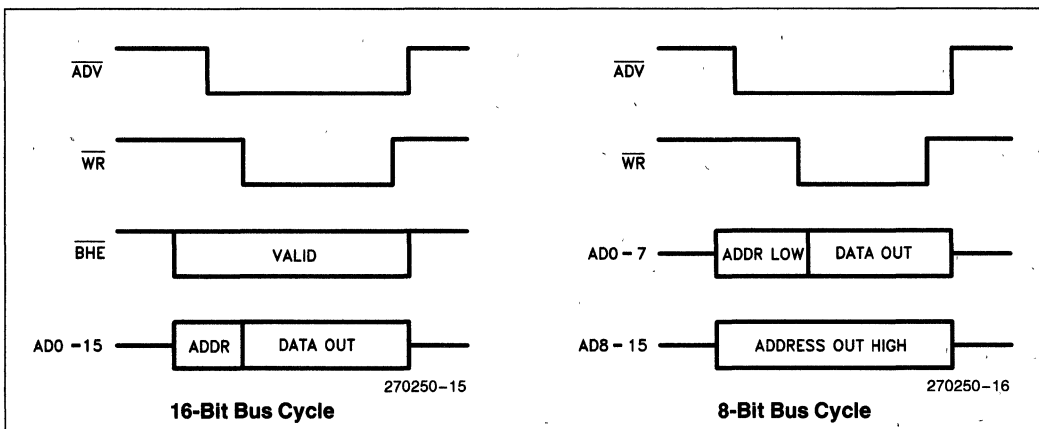 ADV
WR
BHE
VALID
AD0-15
ADDR
DATA OUT
270250-15
16-Bit Bus Cycle
ADV
WR
AD0-7
ADDR LOW
DATA OUT
AD8-15
ADDRESS OUT HIGH
270250-16
8-Bit Bus Cycle